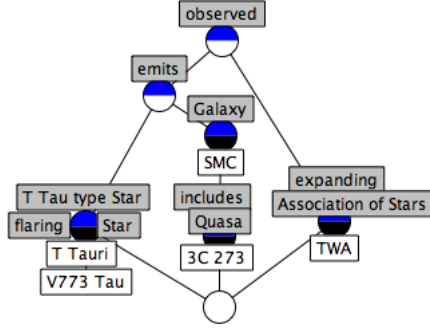 observed
emits
Galaxy
SMC
T Tau type Star
flaring Star
T Tauri
V773 Tau
includes
Quasa
3C 273
expanding
Association of Stars
TWA